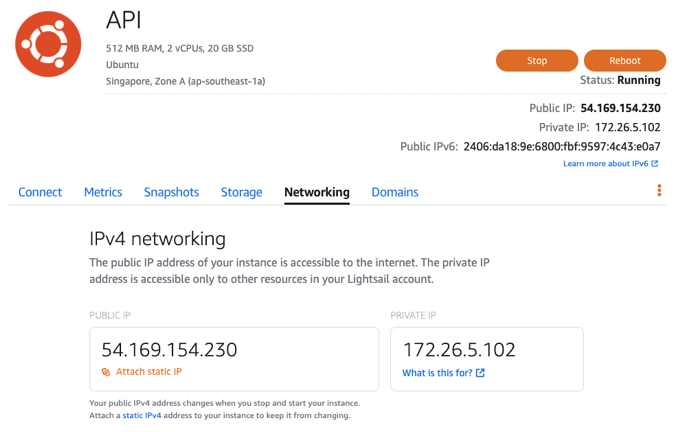 API
512 MB RAM, 2 vCPUs, 20 GB SSD
Ubuntu
Singapore, Zone A (ap-southeast-1a)
Stop
Reboot
Status: Running
Public IP: 54.169.154.230
Private IP: 172.26.5.102
Public IPv6: 2406:da18:9e:6800:fbf:9597:4c43:e0a7
Learn more about IPv6
Connect Metrics Snapshots Storage Networking Domains
IPv4 networking
The public IP address of your instance is accessible to the internet. The private IP
address is accessible only to other resources in your Lightsail account.
PUBLIC IP
54.169.154.230
Attach static IP
PRIVATE IP
172.26.5.102
What is this for?
Your public IPv4 address changes when you stop and start your instance.
Attach a static IPv4 address to your instance to keep it from changing.